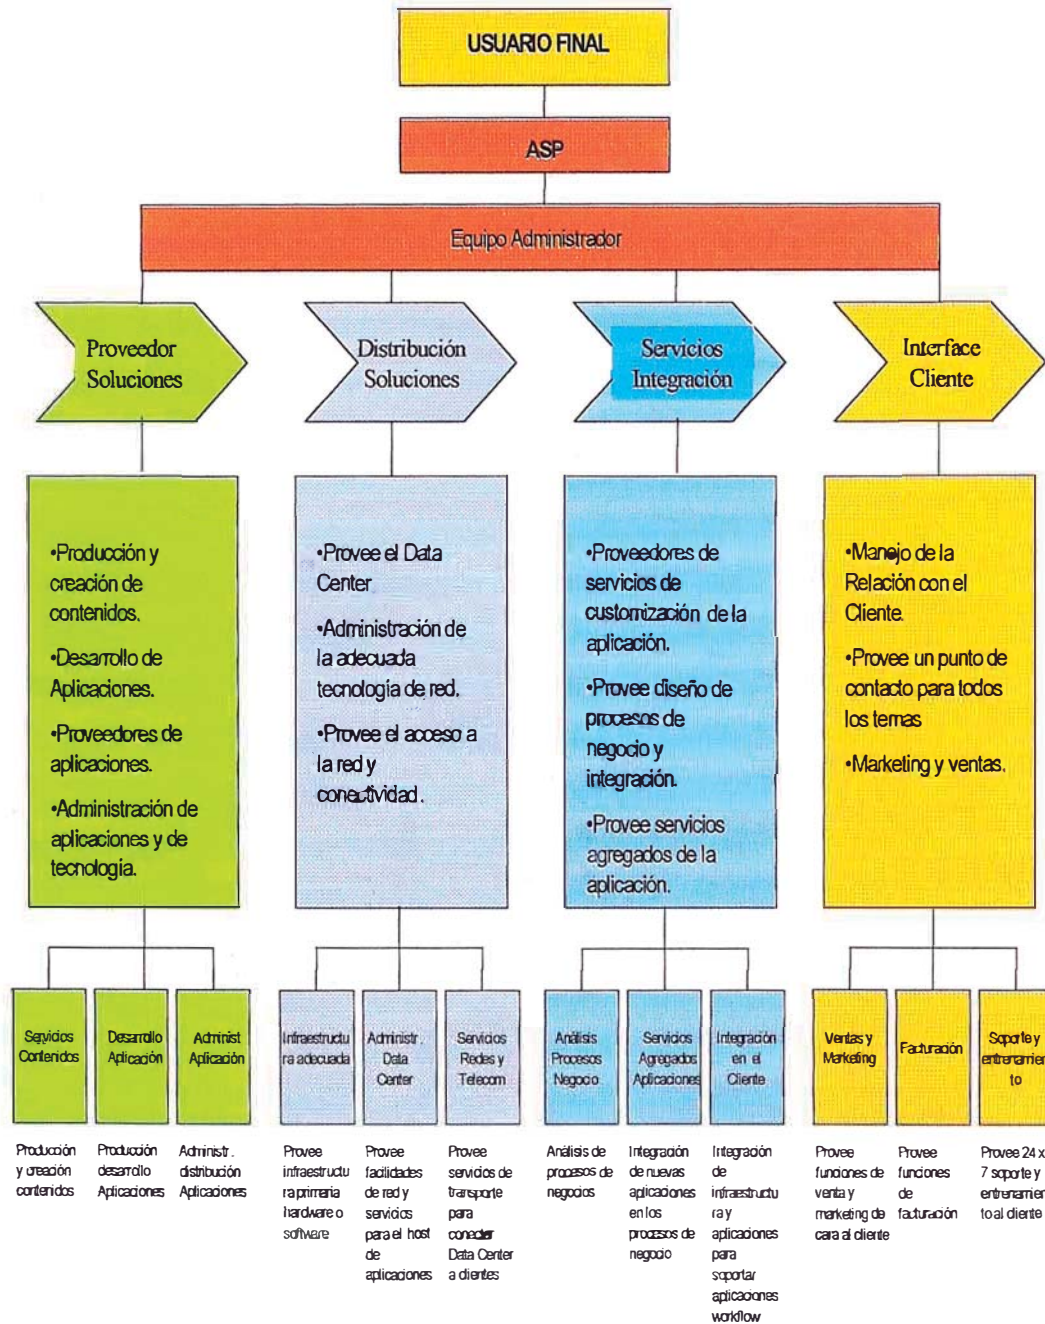 USUARIO FINAL
ASP
Equipo Administrador
Proveedor
Soluciones
Distribución
Soluciones
Servicios
Integración
Interface
Cliente
•Producción y
creación de
contenidos.
•Desarrollo de
Aplicaciones.
•Proveedores de
aplicaciones.
•Administración de
aplicaciones y de
tecnología.
•Provee el Data
Center
•Administración de
la adecuada
tecnología de red.
•Provee el acceso a
la red y
conectividad.
•Proveedores de
servicios de
customización de la
aplicación.
•Provee diseño de
procesos de
negocio y
integración.
•Provee servicios
agregados de la
aplicación.
•Manejo de la
Relación con el
Cliente.
•Provee un punto de
contacto para todos
los temas
•Marketing y ventas.
Servicios
Contenidos
Desarrollo
Aplicación
Administ
Aplicación
Infraestructu
ra adecuada
Administr.
Data
Center
Servicios
Redes y
Telecom
Análisis
Procesos
Negocio
Servicios
Agregados
Aplicaciones
Integración
en el
Cliente
Ventas y
Marketing
Facturación
Soporte y
entrenamien
to
Producción
y creación
contenidos
Producción
desarrollo
Aplicaciones
Administr.
distribución
Aplicaciones
Provee
infraestructu
ra primaria
hardware o
software
Provee
facilidades
de red y
servicios
para el host
de
aplicaciones
Provee
servicios de
transporte
para
conectar
Data Center
a clientes
Análisis de
procesos de
negocios
Integración
de nuevas
aplicaciones
en los
procesos de
negocio
Integración
de
infraestructu
ra y
aplicaciones
para
soportar
aplicaciones
workflow
Provee
funciones de
venta y
marketing de
cara al cliente
Provee
funciones
de
facturación
Provee 24 x
7 soporte y
entrenamien
to al cliente